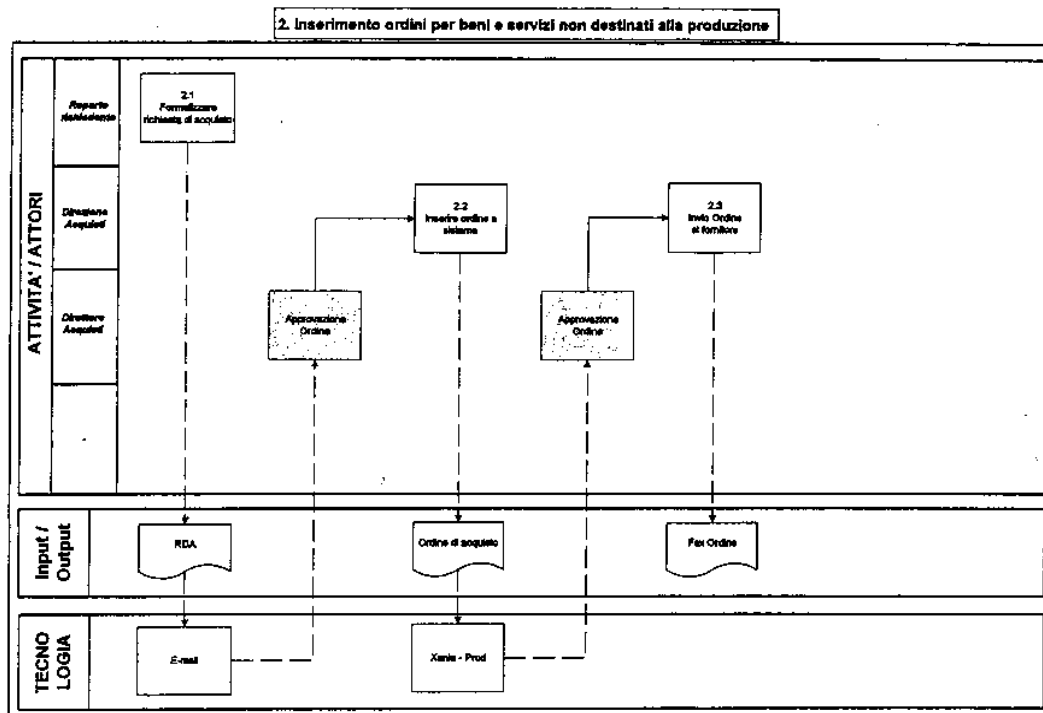 2. Inserimento ordini per beni e servizi non destinati alla produzione
ATTIVITA' / ATTORI
Reparto
richiedente
2.1
Formalizzare
richiesta di acquisto
Direzione
Acquisti
2.2
Inserire ordine a
sistema
2.3
Invio Ordine
al fornitore
Direttore
Acquisti
Approvazione
Ordine
Approvazione
Ordine
Input /
Output
RDA
Ordine di acquisto
Fax Ordine
TECNO
LOGIA
E-mail
Xenia - Prod